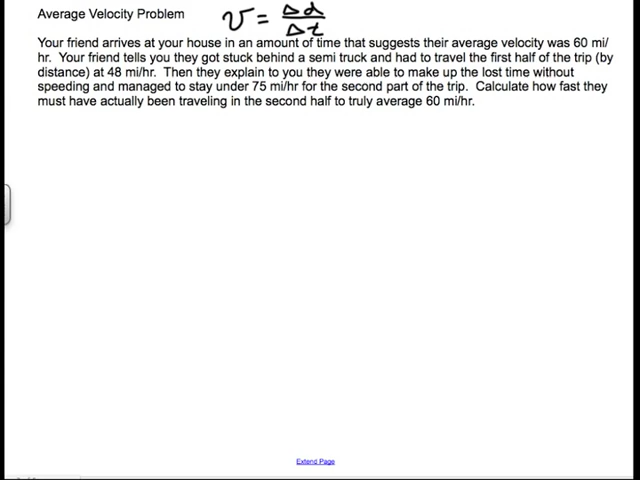 Average Velocity Problem
v = Δd / Δt
Your friend arrives at your house in an amount of time that suggests their average velocity was 60 mi/
hr. Your friend tells you they got stuck behind a semi truck and had to travel the first half of the trip (by
distance) at 48 mi/hr. Then they explain to you they were able to make up the lost time without
speeding and managed to stay under 75 mi/hr for the second part of the trip. Calculate how fast they
must have actually been traveling in the second half to truly average 60 mi/hr.
Extend Page